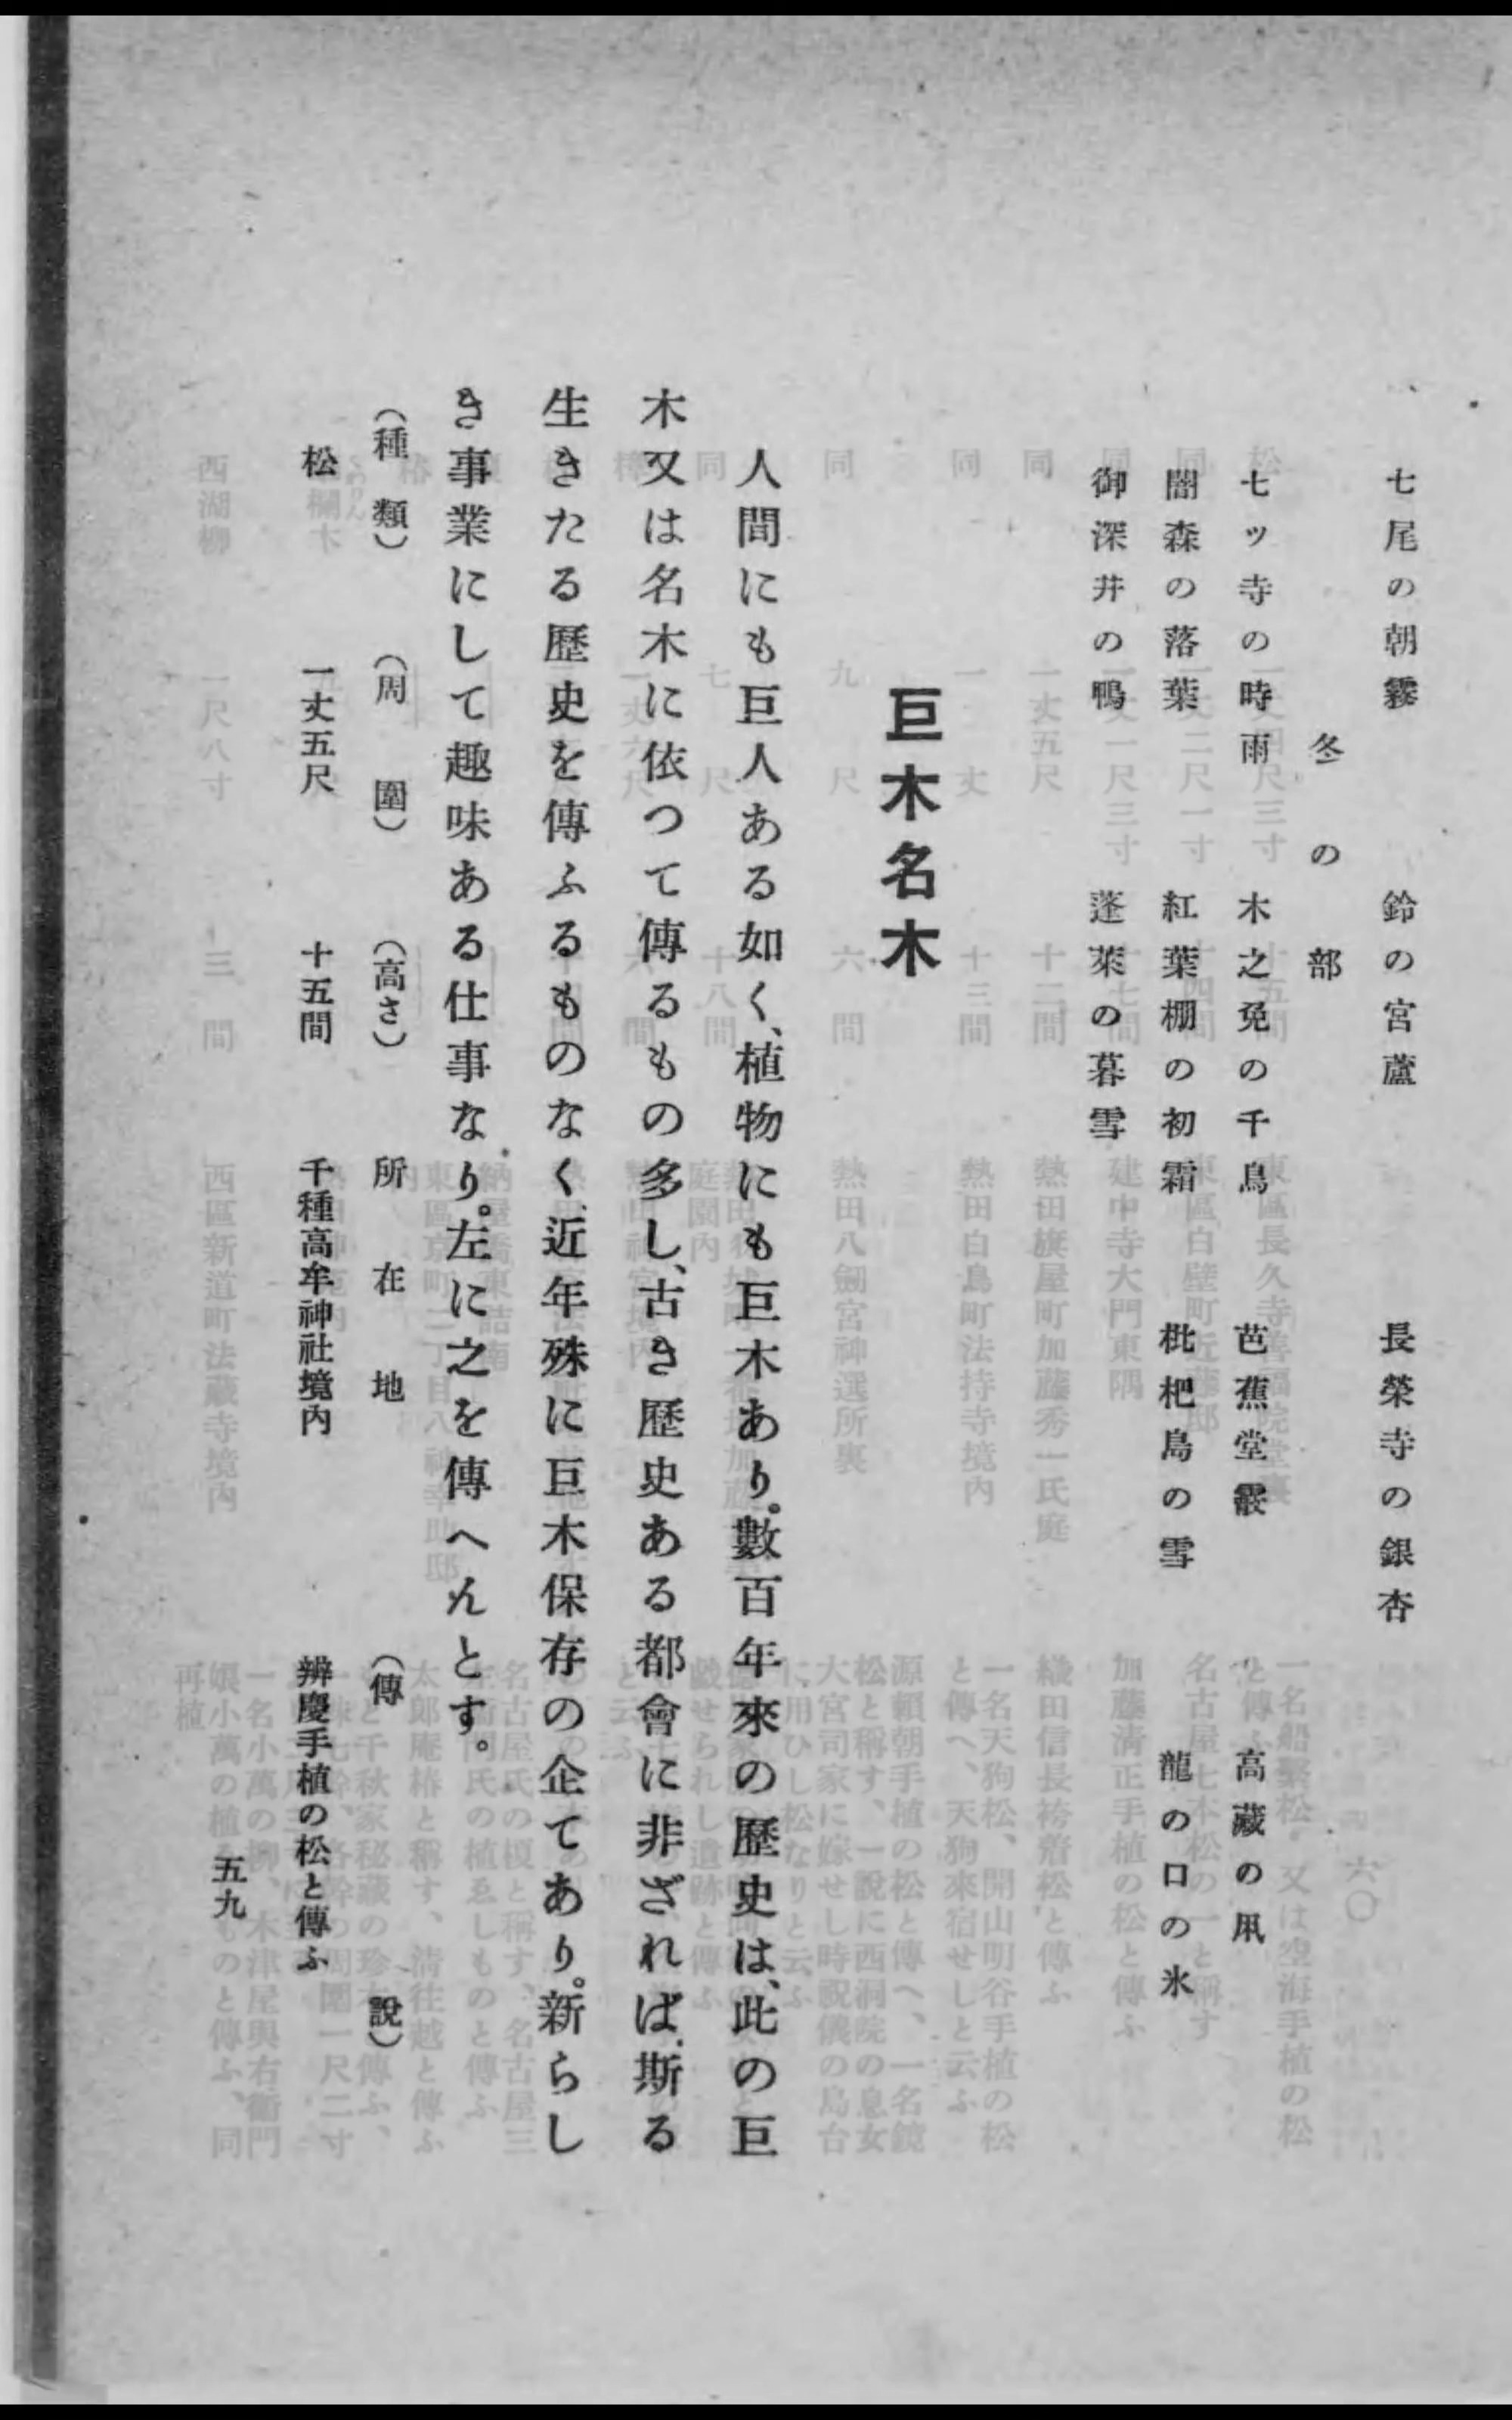 七尾の朝霧　鈴の宮蘆　長榮寺の銀杏
冬の部
七ッ寺の時雨　木之免の千鳥　芭蕉堂霰　高藏の凩
闇森の落葉　紅葉棚の初霜　枇杷島の雪　龍の口の氷
御深井の鴨　蓬萊の暮雪
巨木名木
人間にも巨人ある如く、植物にも巨木あり。數百年來の歷史は、此の巨
木又は名木に依つて傳るもの多し、古き歷史ある都會に非ざれば、斯る
生きたる歷史を傳ふるものなく、近年殊に巨木保存の企てあり。新らし
き事業にして趣味ある仕事なり。左に之を傳へんとす。
（種類）　（周圍）　（高さ）　所在地　（傳說）
松　一丈五尺　十五間　千種高牟神社境內　辨慶手植の松と傳ふ
五九